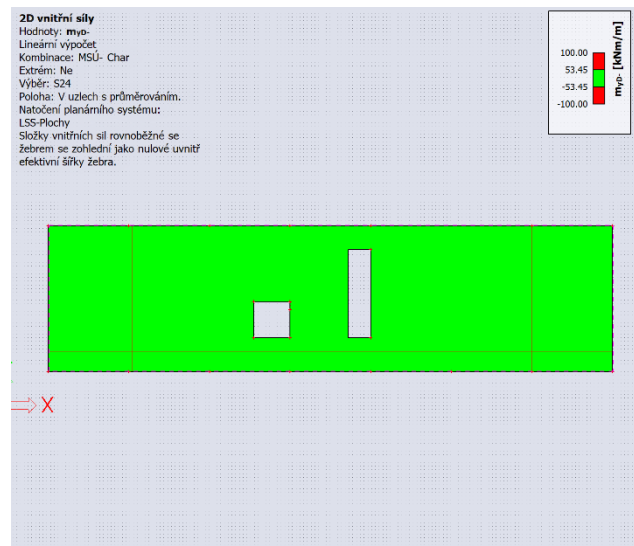 2D vnitřní síly
Hodnoty: myD-
Lineární výpočet
Kombinace: MSÚ- Char
Extrém: Ne
Výběr: S24
Poloha: V uzlech s průměrováním.
Natočení planárního systému:
LSS-Plochy
Složky vnitřních sil rovnoběžné se
žebrem se zohlední jako nulové uvnitř
efektivní šířky žebra.
100.00
53.45
-53.45
-100.00
myD- [kNm/m]
X